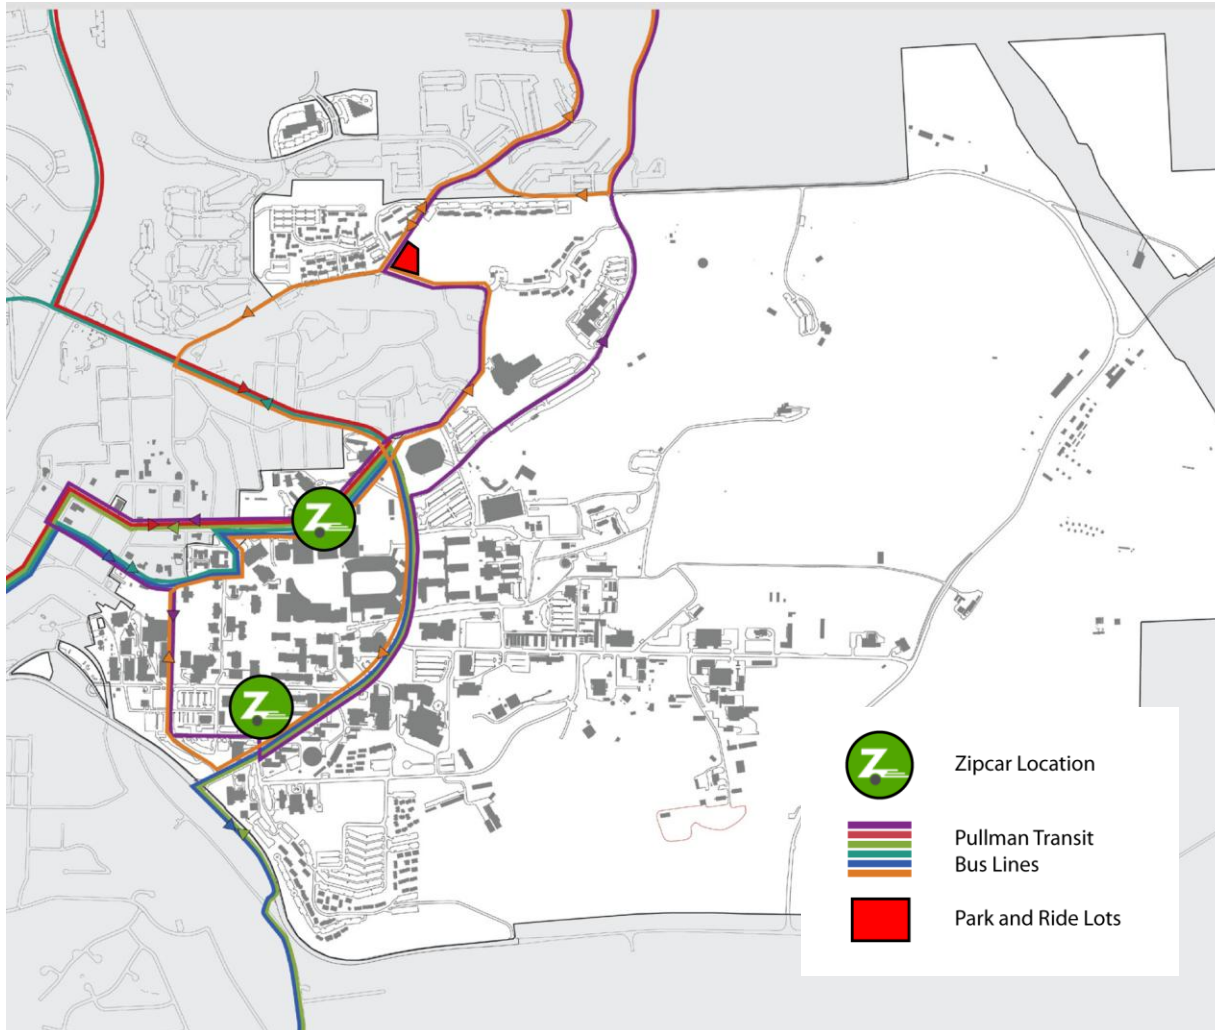 Z
Z
Z
Zipcar Location
Pullman Transit
Bus Lines
Park and Ride Lots